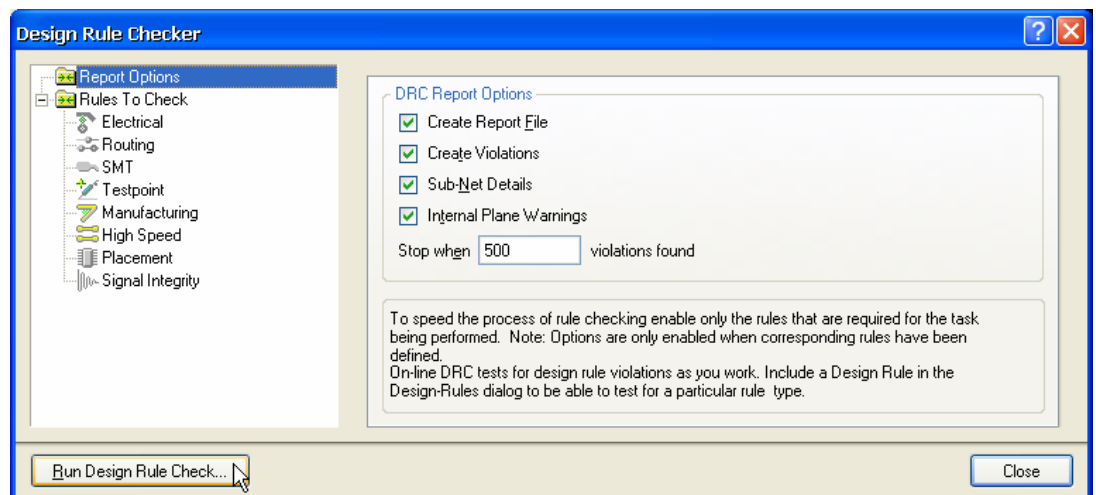 Design Rule Checker
Report Options
Rules To Check
Electrical
Routing
SMT
Testpoint
Manufacturing
High Speed
Placement
Signal Integrity
DRC Report Options
Create Report File
Create Violations
Sub-Net Details
Internal Plane Warnings
Stop when 500 violations found
To speed the process of rule checking enable only the rules that are required for the task
being performed. Note: Options are only enabled when corresponding rules have been
defined.
On-line DRC tests for design rule violations as you work. Include a Design Rule in the
Design-Rules dialog to be able to test for a particular rule type.
Run Design Rule Check... Close